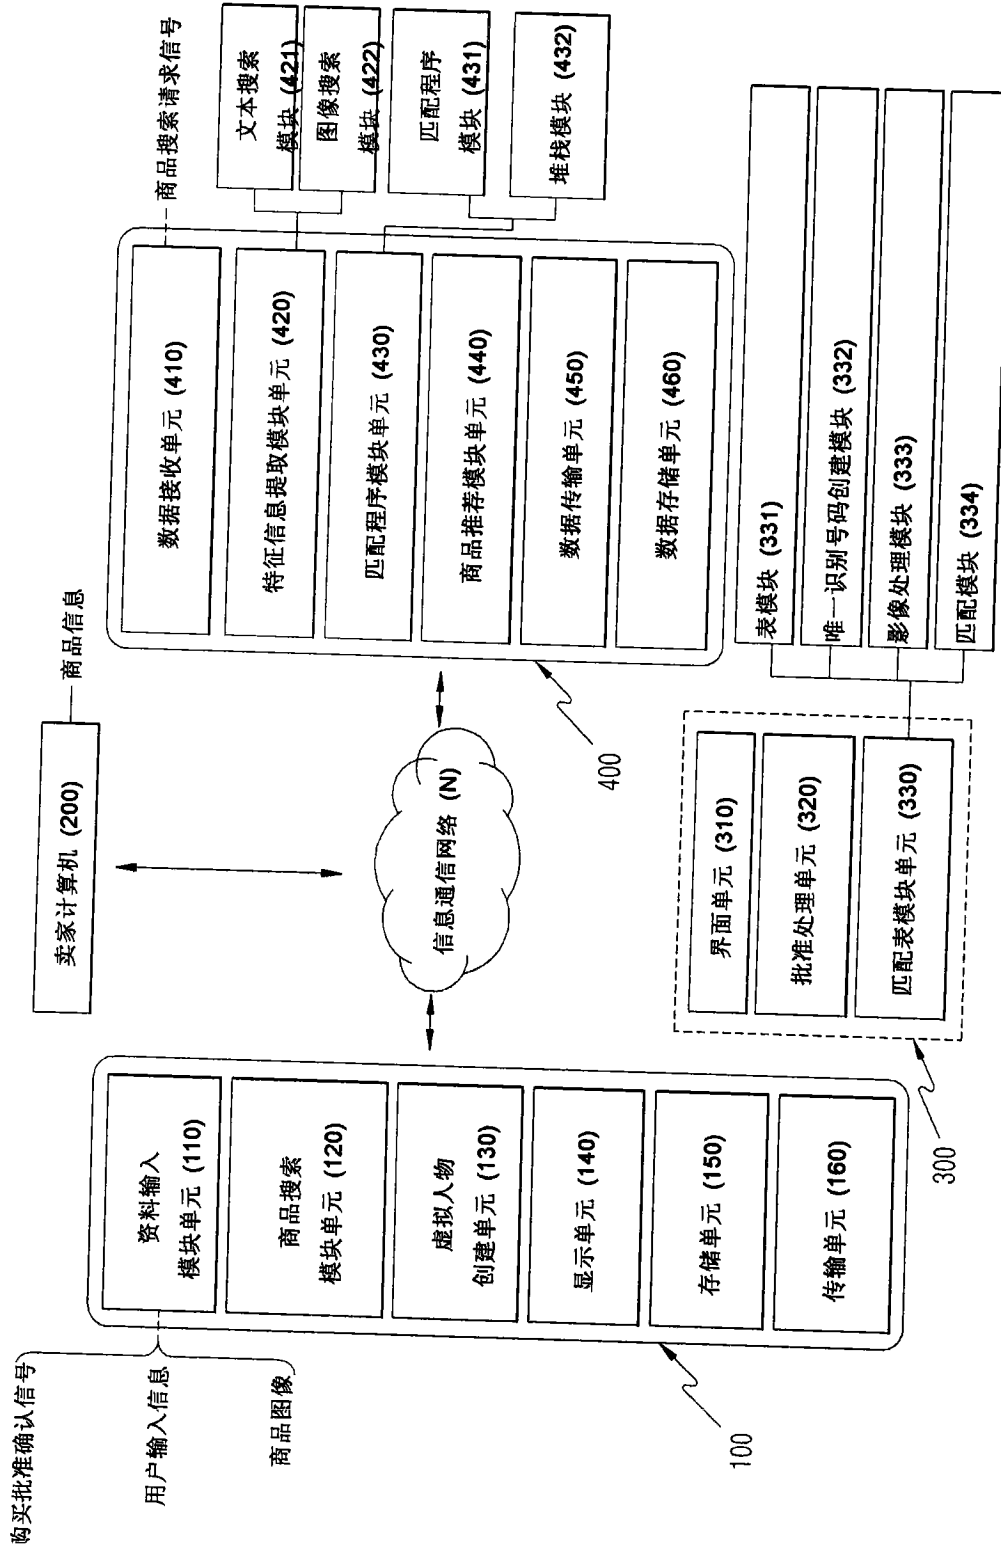 购买批准确认信号
用户输入信息
商品图像
资料输入
模块单元 (110)
商品搜索
模块单元 (120)
虚拟人物
创建单元 (130)
显示单元 (140)
存储单元 (150)
传输单元 (160)
100
卖家计算机 (200)
商品信息
信息通信网络 (N)
界面单元 (310)
批准处理单元 (320)
匹配表模块单元 (330)
300
表模块 (331)
唯一识别号码创建模块 (332)
影像处理模块 (333)
匹配模块 (334)
数据接收单元 (410)
特征信息提取模块单元 (420)
匹配程序模块单元 (430)
商品推荐模块单元 (440)
数据传输单元 (450)
数据存储单元 (460)
400
商品搜索请求信号
文本搜索
模块 (421)
图像搜索
模块 (422)
匹配程序
模块 (431)
堆栈模块 (432)